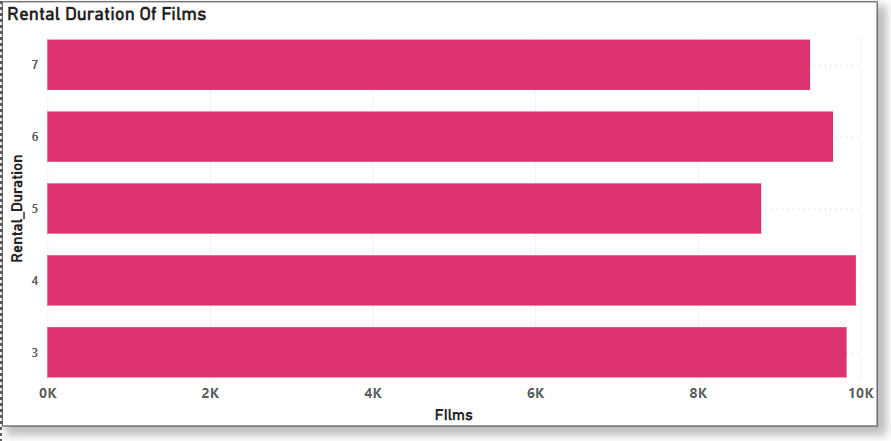 Rental Duration Of Films
7
6
5
4
3
Rental_Duration
0K 2K 4K 6K 8K 10K
FIlms